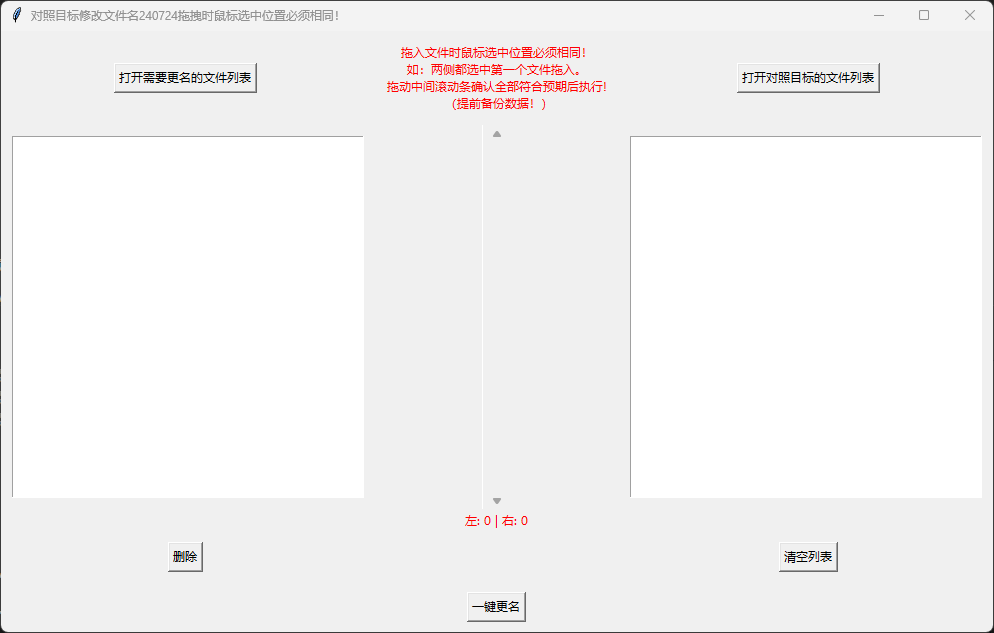 对照目标修改文件名240724拖拽时鼠标选中位置必须相同！
拖入文件时鼠标选中位置必须相同！
如：两侧都选中第一个文件拖入。
拖动中间滚动条确认全部符合预期后执行！
（提前备份数据！）
打开需要更名的文件列表
打开对照目标的文件列表
左: 0 | 右: 0
删除
清空列表
一键更名